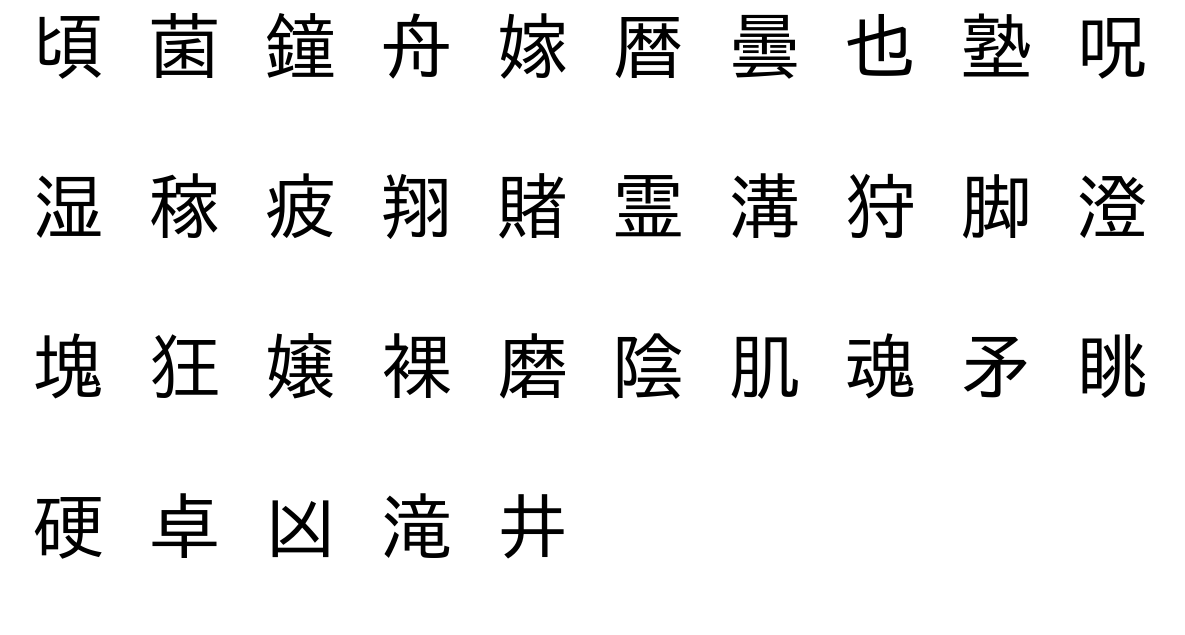 頃菌鐘舟嫁暦曇也塾呪
湿稼疲翔賭霊溝狩脚澄
塊狂嬢裸磨陰肌魂矛眺
硬卓凶滝井